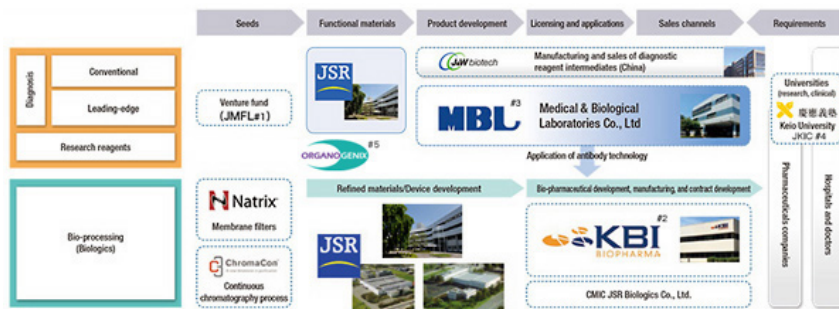 Seeds
Functional materials
Product development
Licensing and applications
Sales channels
Requirements
Diagnosis
Conventional
Leading-edge
Research reagents
Venture fund
(JMFL#1)
JSR
ORGANOGENIX
#5
JW biotech
Manufacturing and sales of diagnostic
reagent intermediates (China)
MBL
#3
Medical & Biological
Laboratories Co., Ltd
Application of antibody technology
Universities
(research, clinical)
慶應義塾
Keio University
JKIC #4
Pharmaceuticals companies
Hospitals and doctors
Bio-processing
(Biologics)
Natrix
Membrane filters
ChromaCon
Continuous
chromatography process
Refined materials/Device development
JSR
Bio-pharmaceutical development, manufacturing, and contract development
#2
KBI
BIOPHARMA
CMIC JSR Biologics Co., Ltd.